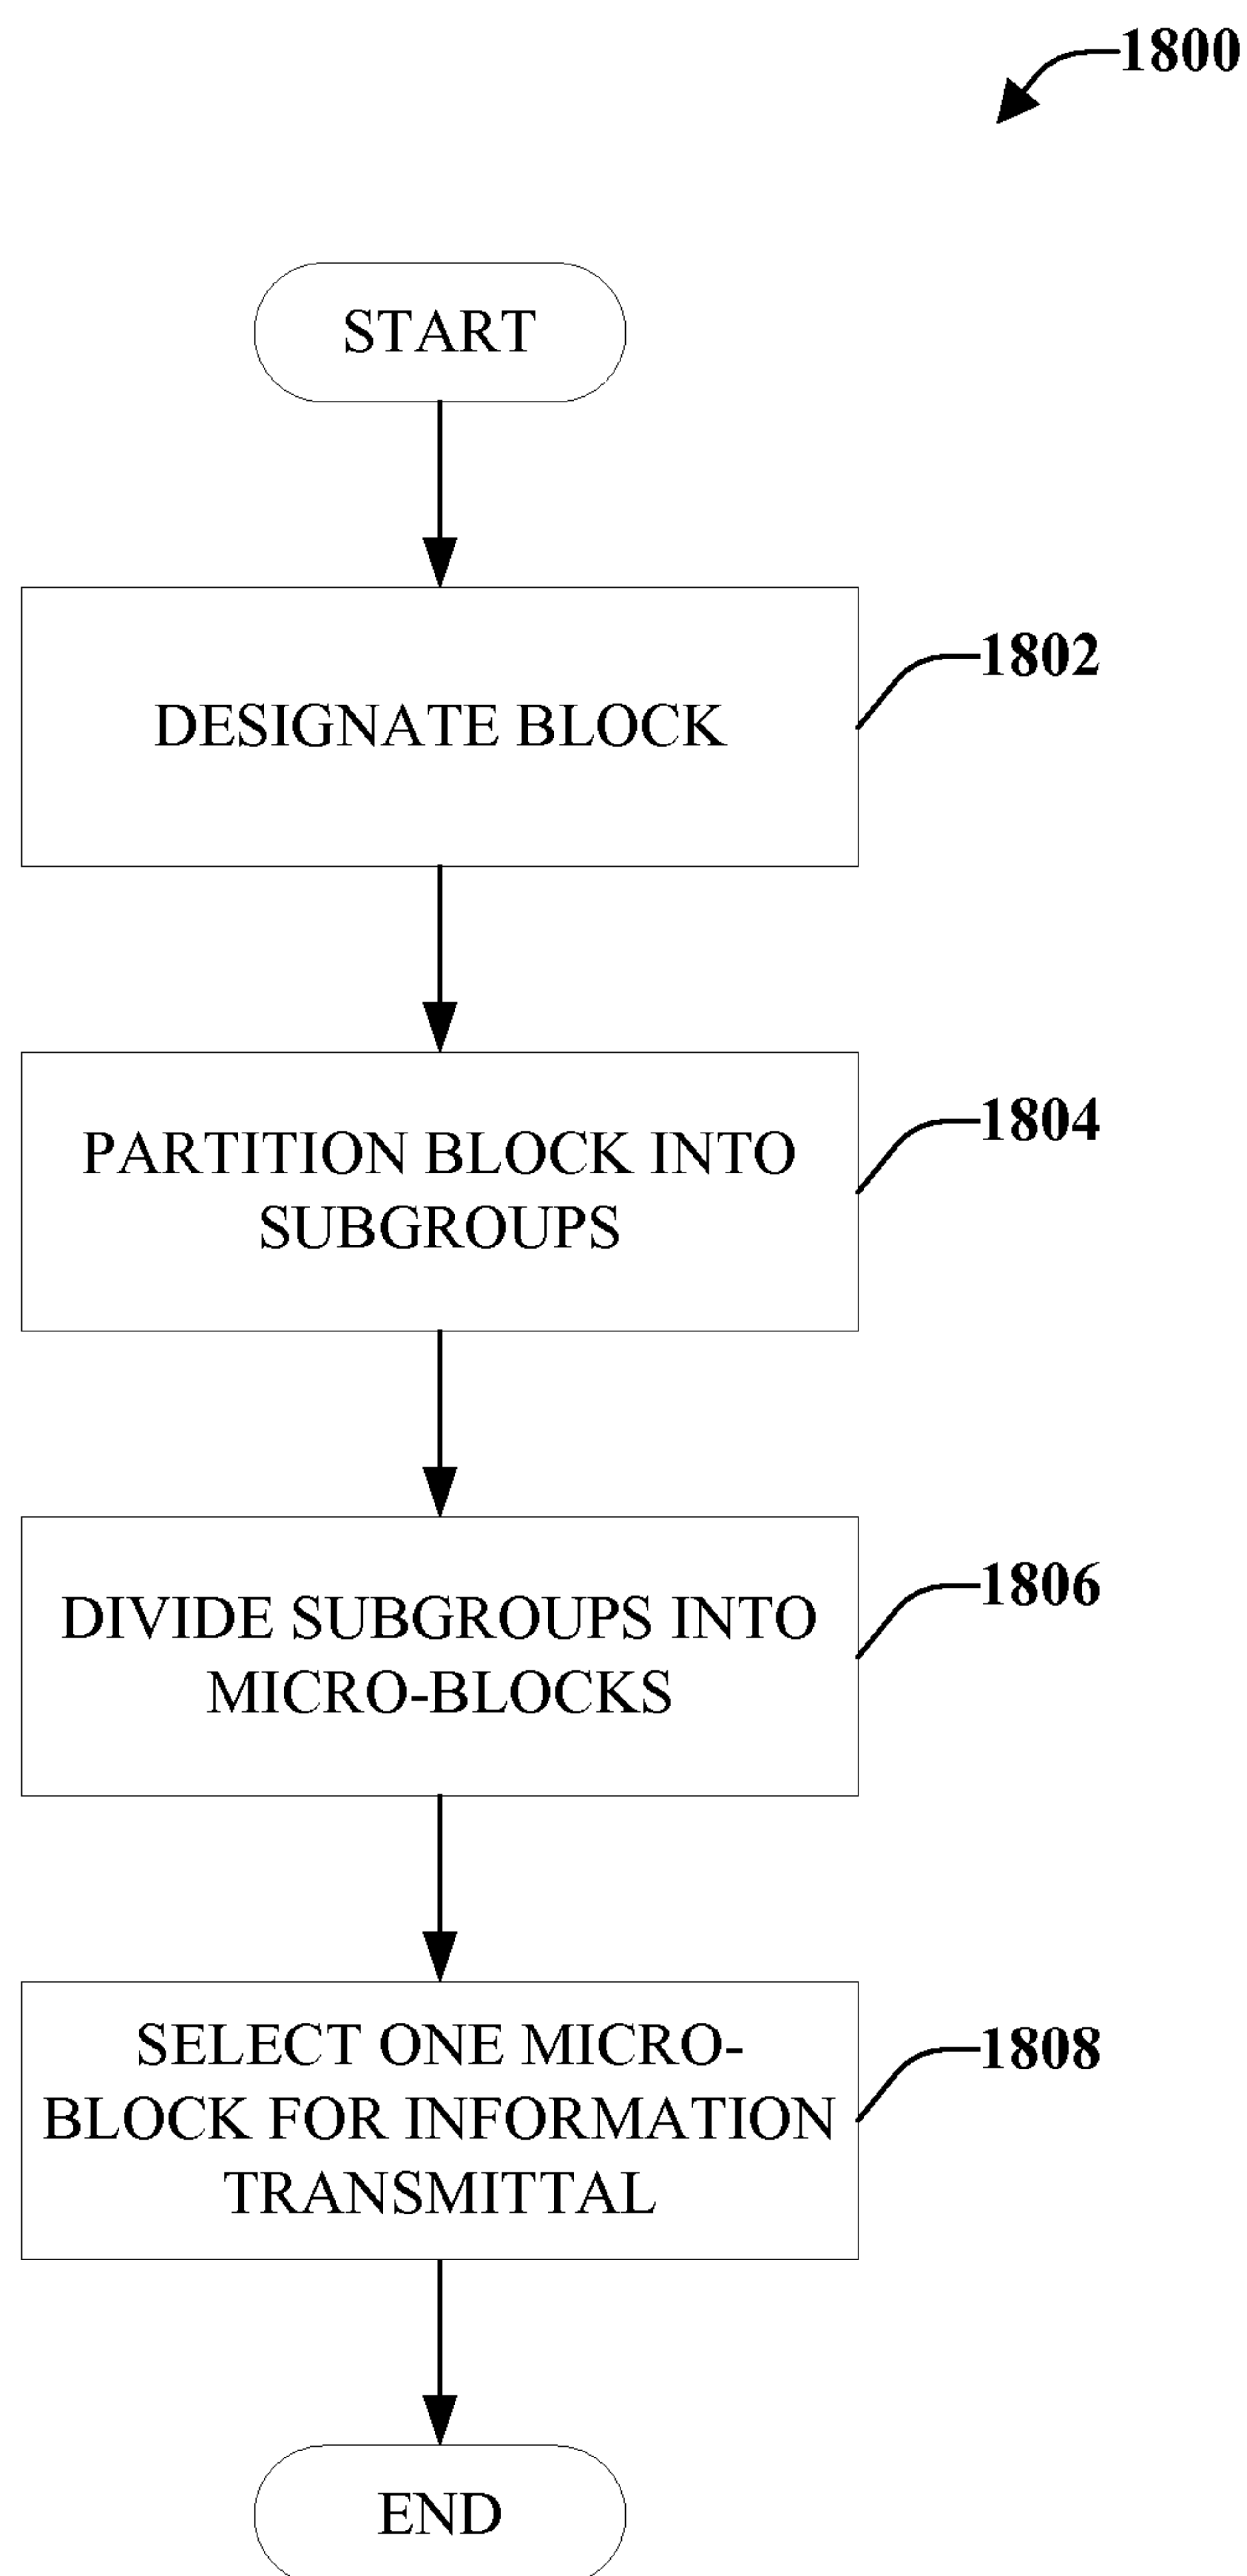 1800
START
DESIGNATE BLOCK
1802
PARTITION BLOCK INTO
SUBGROUPS
1804
DIVIDE SUBGROUPS INTO
MICRO-BLOCKS
1806
SELECT ONE MICRO-
BLOCK FOR INFORMATION
TRANSMITTAL
1808
END